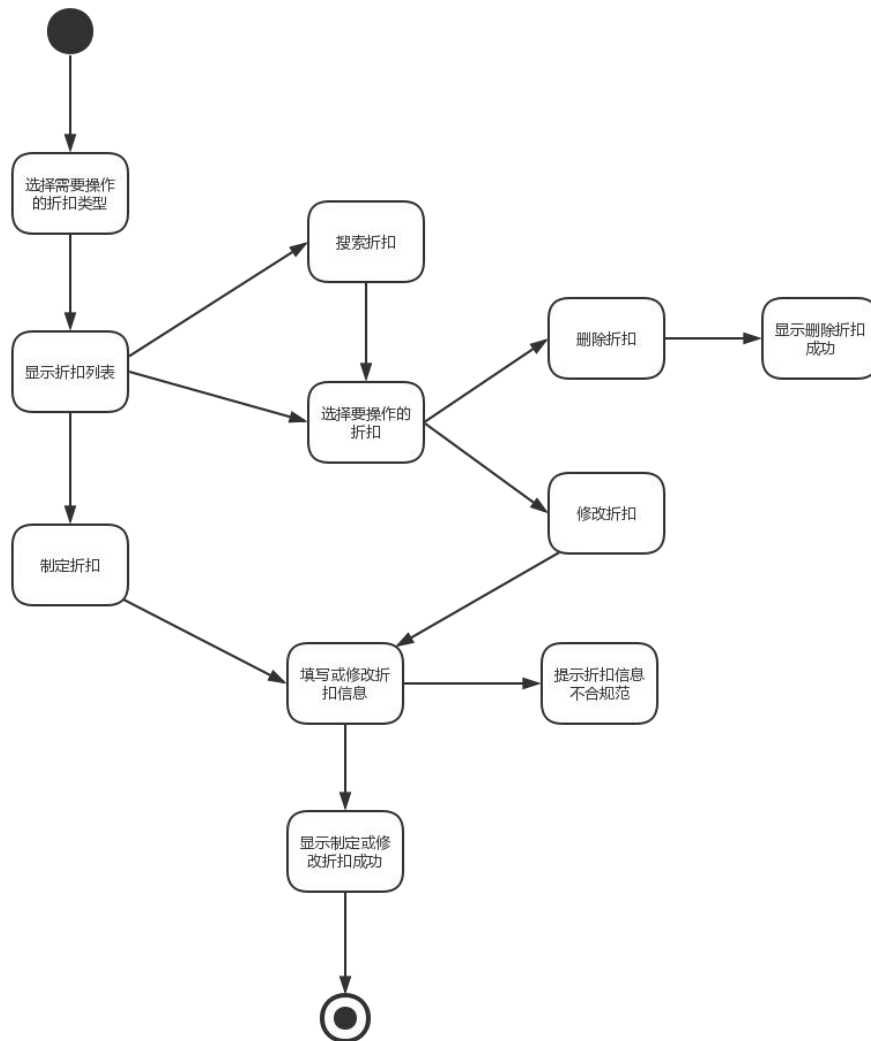 选择需要操作
的折扣类型
搜索折扣
显示折扣列表
选择要操作的
折扣
删除折扣
显示删除折扣
成功
修改折扣
制定折扣
填写或修改折
扣信息
提示折扣信息
不合规范
显示制定或修
改折扣成功